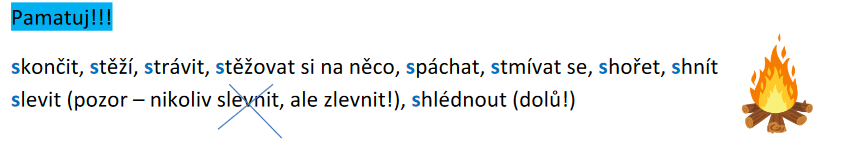 Pamatuj!!!
skončit, stěží, strávit, stěžovat si na něco, spáchat, stmívat se, shořet, shnít
slevit (pozor – nikoliv slevnit, ale zlevnit!), shlédnout (dolů!)